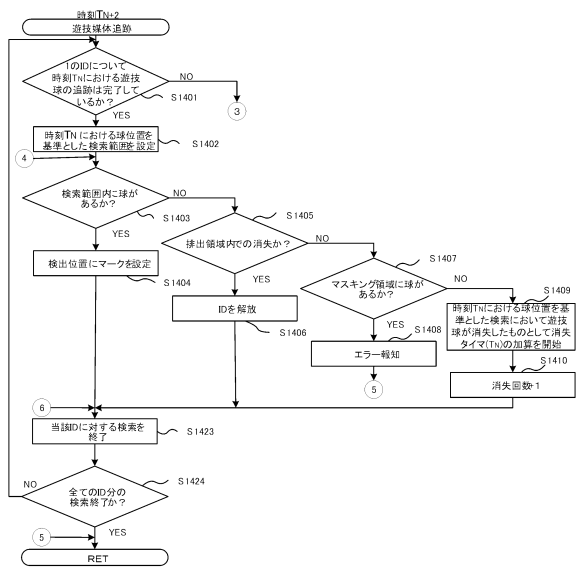 時刻TN+2
遊技媒体追跡
1のIDについて
時刻TNにおける遊技
球の追跡は完了して
いるか？
NO
S1401
3
YES
時刻TNにおける球位置を
基準とした検索範囲を設定
S1402
4
検索範囲内に球が
あるか？
NO
S1403
YES
検出位置にマークを設定
S1404
S1405
排出領域内での消失か？
NO
YES
IDを解放
S1406
S1407
マスキング領域に球が
あるか？
NO
YES
S1408
エラー報知
5
S1409
時刻TNにおける球位置を基
準とした検索において遊技
球が消失したものとして消失
タイマ(TN)の加算を開始
S1410
消失回数+1
6
当該IDに対する検索を
終了
S1423
NO
全てのID分の
検索終了か？
S1424
5
YES
RET